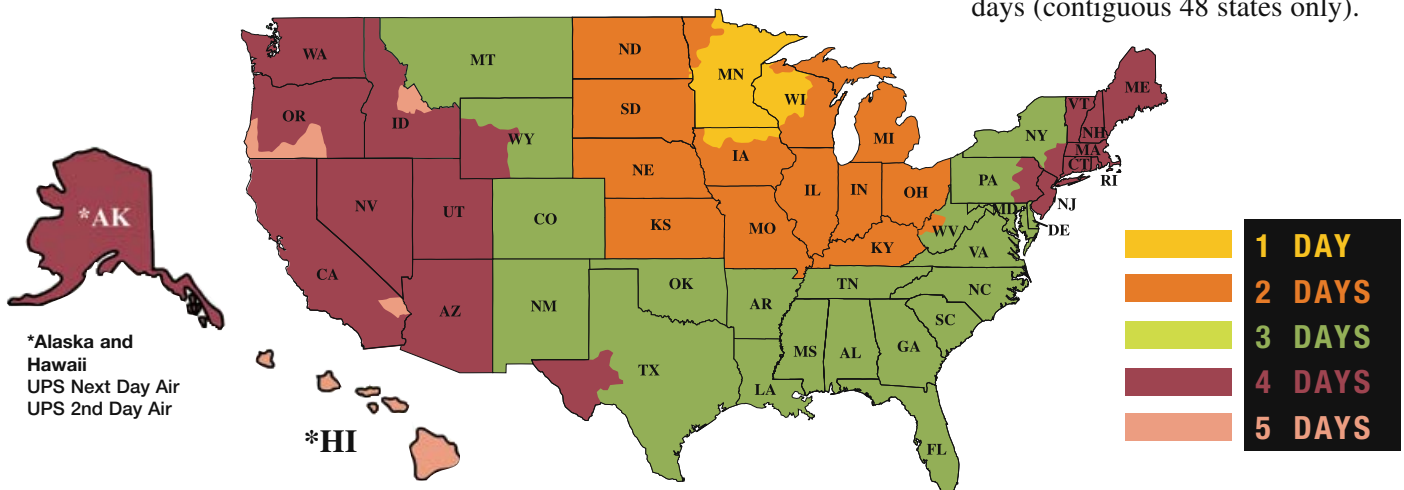 days (contiguous 48 states only).
WA
MT
ND
MN
OR
ID
WY
SD
WI
MI
NY
VT
ME
NH
MA
CT
RI
NV
UT
CO
NE
IA
IL
IN
OH
PA
NJ
MD
DE
*AK
CA
AZ
NM
KS
MO
KY
WV
VA
OK
AR
TN
NC
SC
TX
LA
MS
AL
GA
FL
*HI
*Alaska and
Hawaii
UPS Next Day Air
UPS 2nd Day Air
1 DAY
2 DAYS
3 DAYS
4 DAYS
5 DAYS